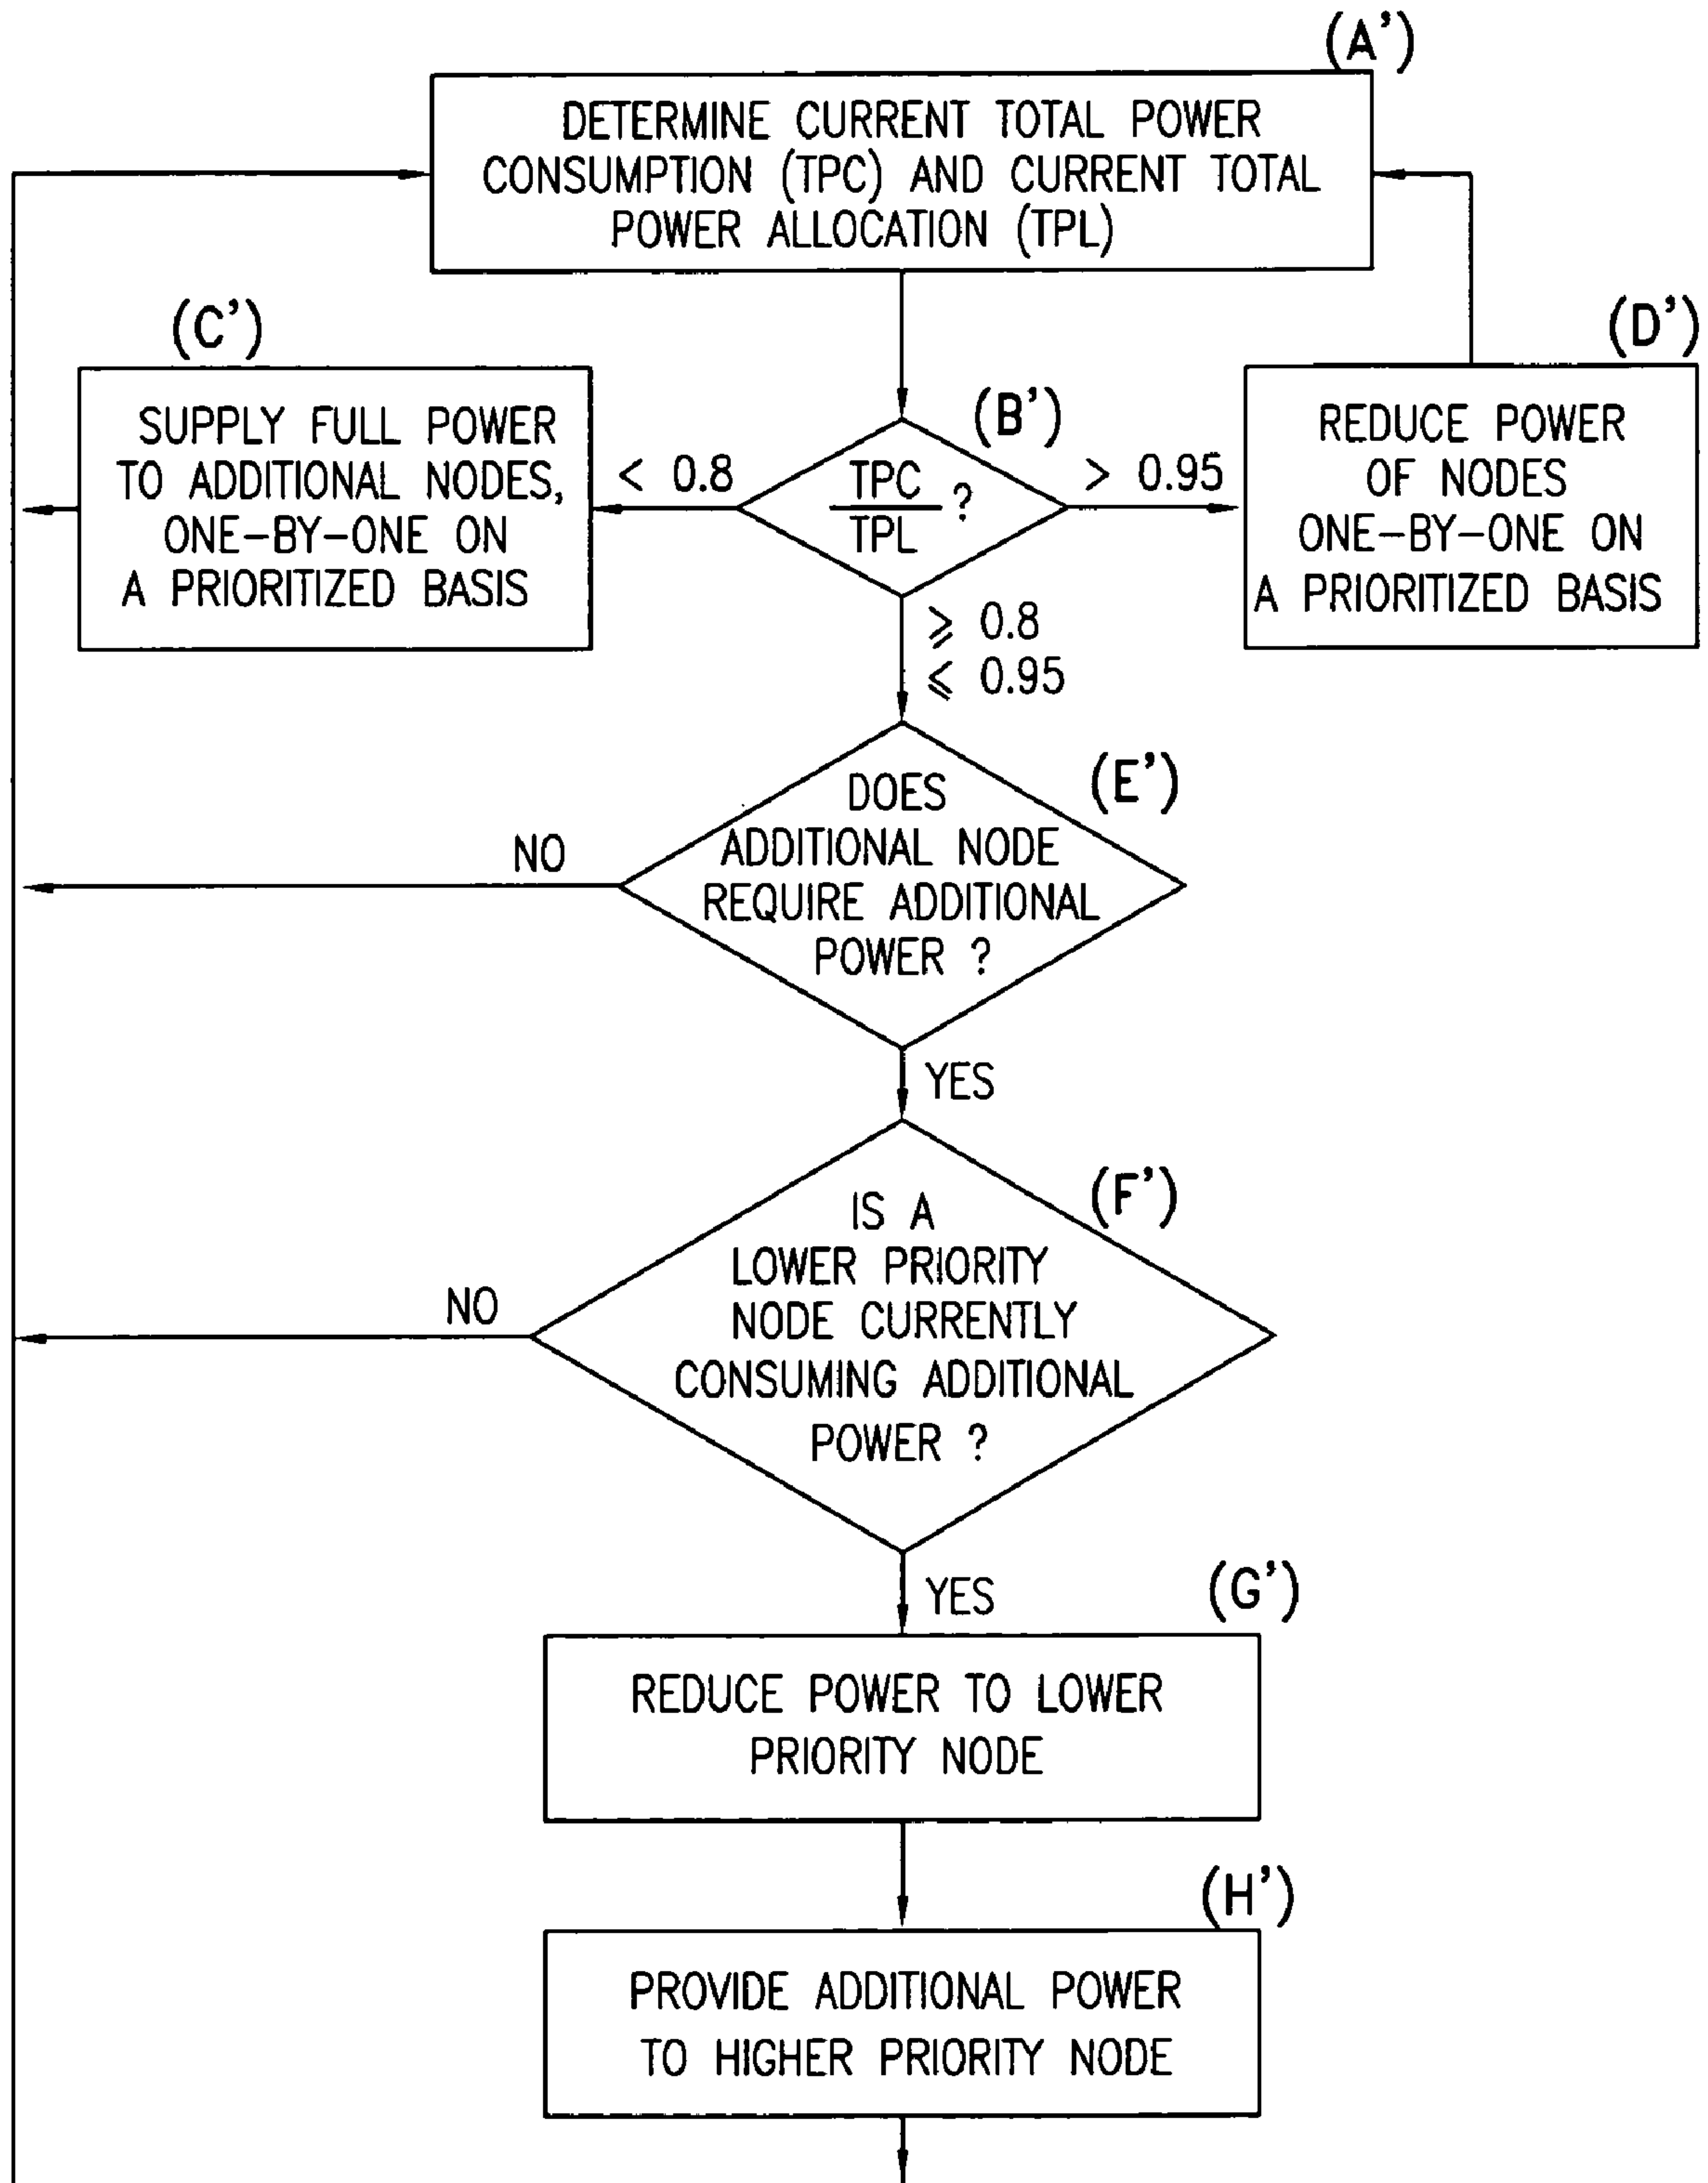 (A')
DETERMINE CURRENT TOTAL POWER
CONSUMPTION (TPC) AND CURRENT TOTAL
POWER ALLOCATION (TPL)
(C')
SUPPLY FULL POWER
TO ADDITIONAL NODES,
ONE-BY-ONE ON
A PRIORITIZED BASIS
< 0.8
(B')
TPC
TPL
?
> 0.95
(D')
REDUCE POWER
OF NODES
ONE-BY-ONE ON
A PRIORITIZED BASIS
⩾ 0.8
⩽ 0.95
(E')
DOES
ADDITIONAL NODE
REQUIRE ADDITIONAL
POWER ?
NO
YES
(F')
IS A
LOWER PRIORITY
NODE CURRENTLY
CONSUMING ADDITIONAL
POWER ?
NO
YES
(G')
REDUCE POWER TO LOWER
PRIORITY NODE
(H')
PROVIDE ADDITIONAL POWER
TO HIGHER PRIORITY NODE